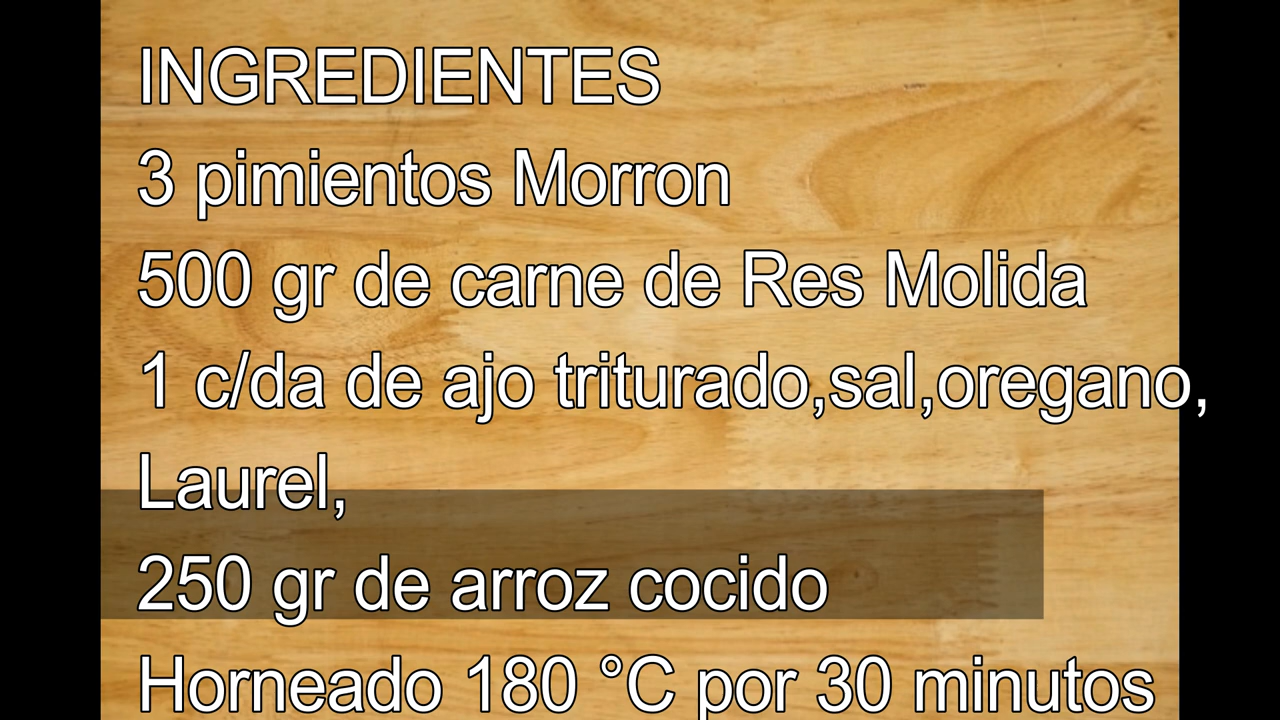 INGREDIENTES
3 pimientos Morron
500 gr de carne de Res Molida
1 c/da de ajo triturado,sal,oregano,
Laurel,
250 gr de arroz cocido
Horneado 180 °C por 30 minutos